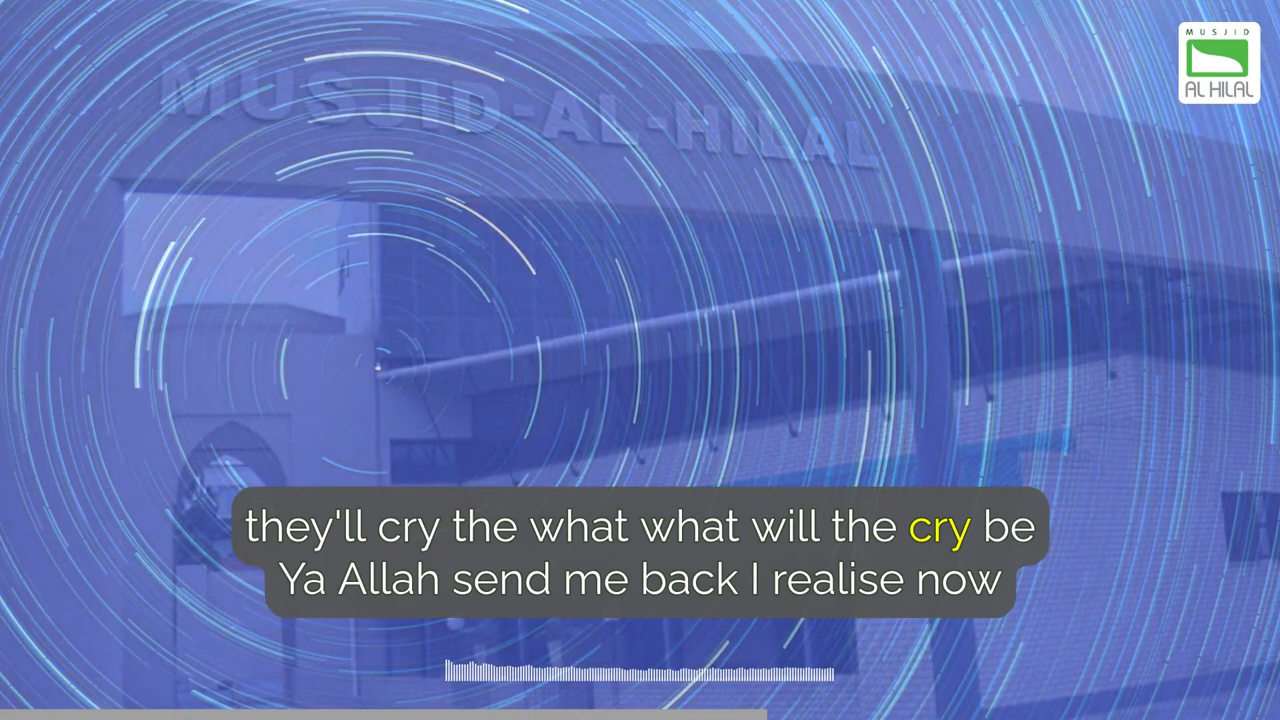 MUSJID
AL HILAL
MUSJID-AL-HILAL
they'll cry the what what will the cry be
Ya Allah send me back I realise now